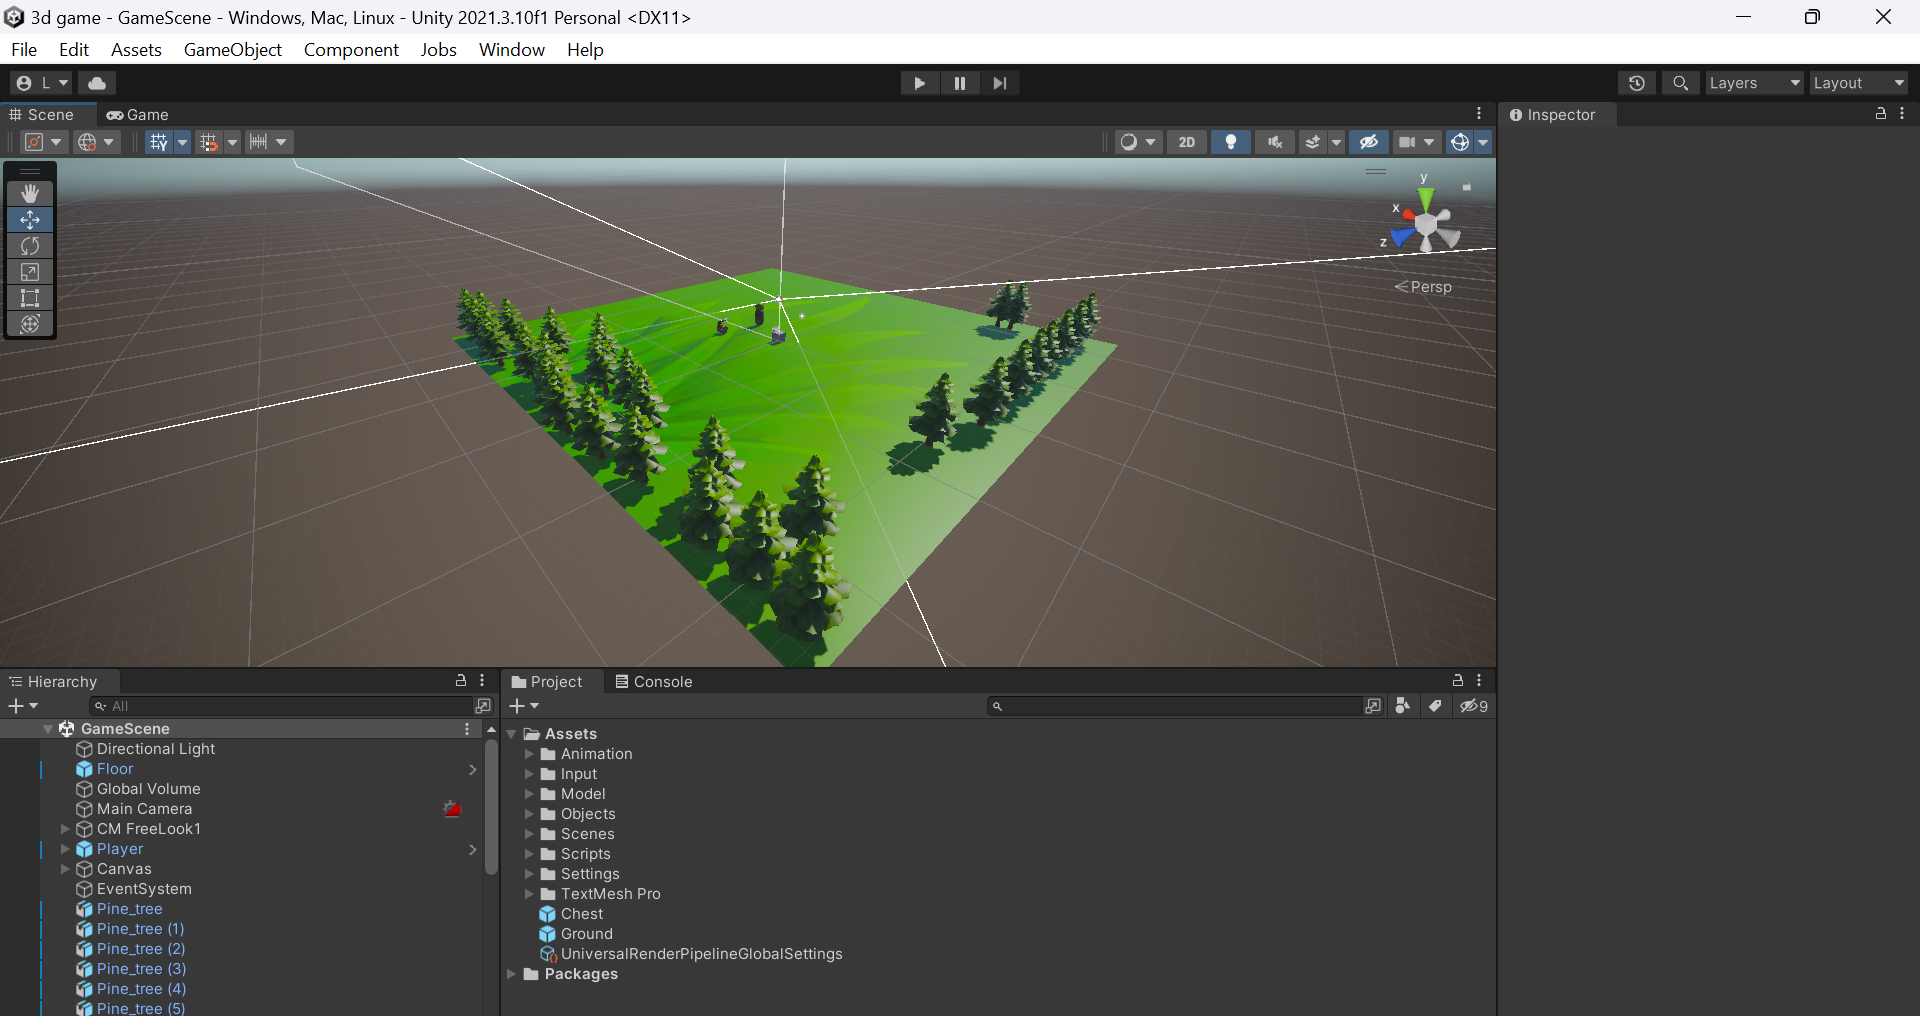 3d game - GameScene - Windows, Mac, Linux - Unity 2021.3.10f1 Personal <DX11>
File Edit Assets GameObject Component Jobs Window Help
L Layers Layout
Scene Game Inspector
2D
y
x
z
Persp
Hierarchy Project Console
All 9
GameScene
Directional Light
Floor
Global Volume
Main Camera
CM FreeLook1
Player
Canvas
EventSystem
Pine_tree
Pine_tree (1)
Pine_tree (2)
Pine_tree (3)
Pine_tree (4)
Pine_tree (5)
Assets
Animation
Input
Model
Objects
Scenes
Scripts
Settings
TextMesh Pro
Chest
Ground
UniversalRenderPipelineGlobalSettings
Packages